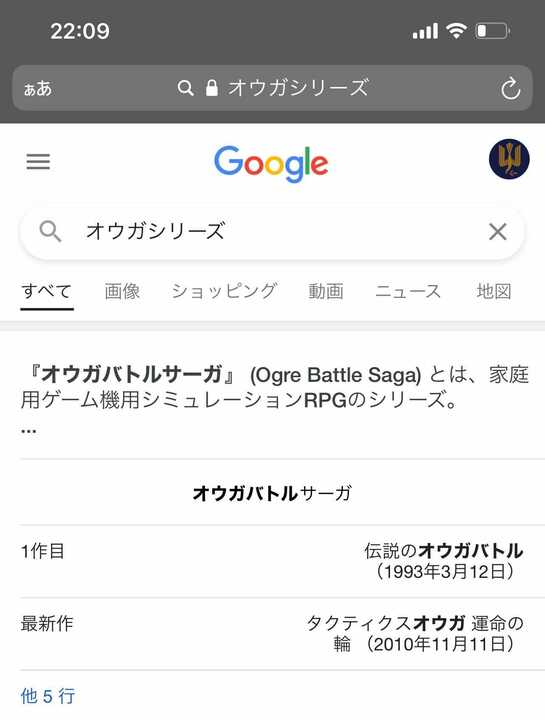 22:09
ぁあ
オウガシリーズ
Google
オウガシリーズ
すべて 画像 ショッピング 動画 ニュース 地図
『オウガバトルサーガ』 (Ogre Battle Saga) とは、家庭
用ゲーム機用シミュレーションRPGのシリーズ。
...
オウガバトルサーガ
1作目 伝説のオウガバトル
（1993年3月12日）
最新作 タクティクスオウガ 運命の
輪 （2010年11月11日）
他 5 行